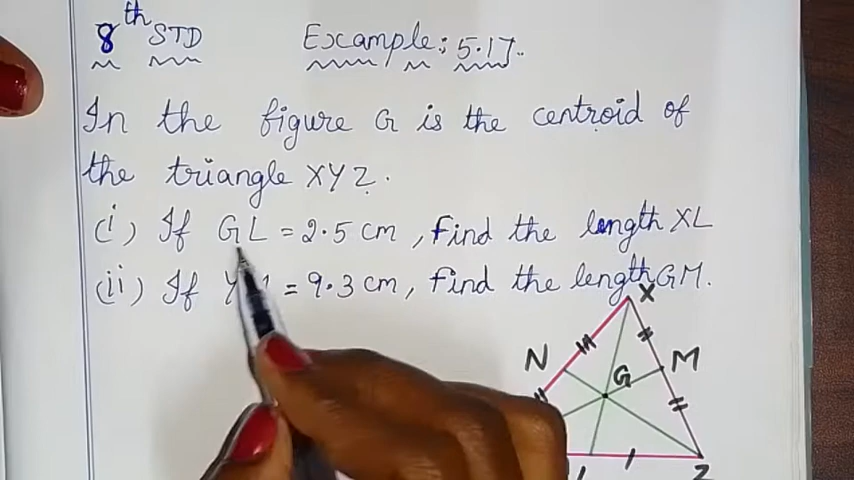 8th STD Example: 5.17.
In the figure G is the centroid of
the triangle XYZ.
(i) If GL = 2.5 cm, Find the length XL
(ii) If = 9.3 cm, Find the length GM.
X
N
M
G
Z